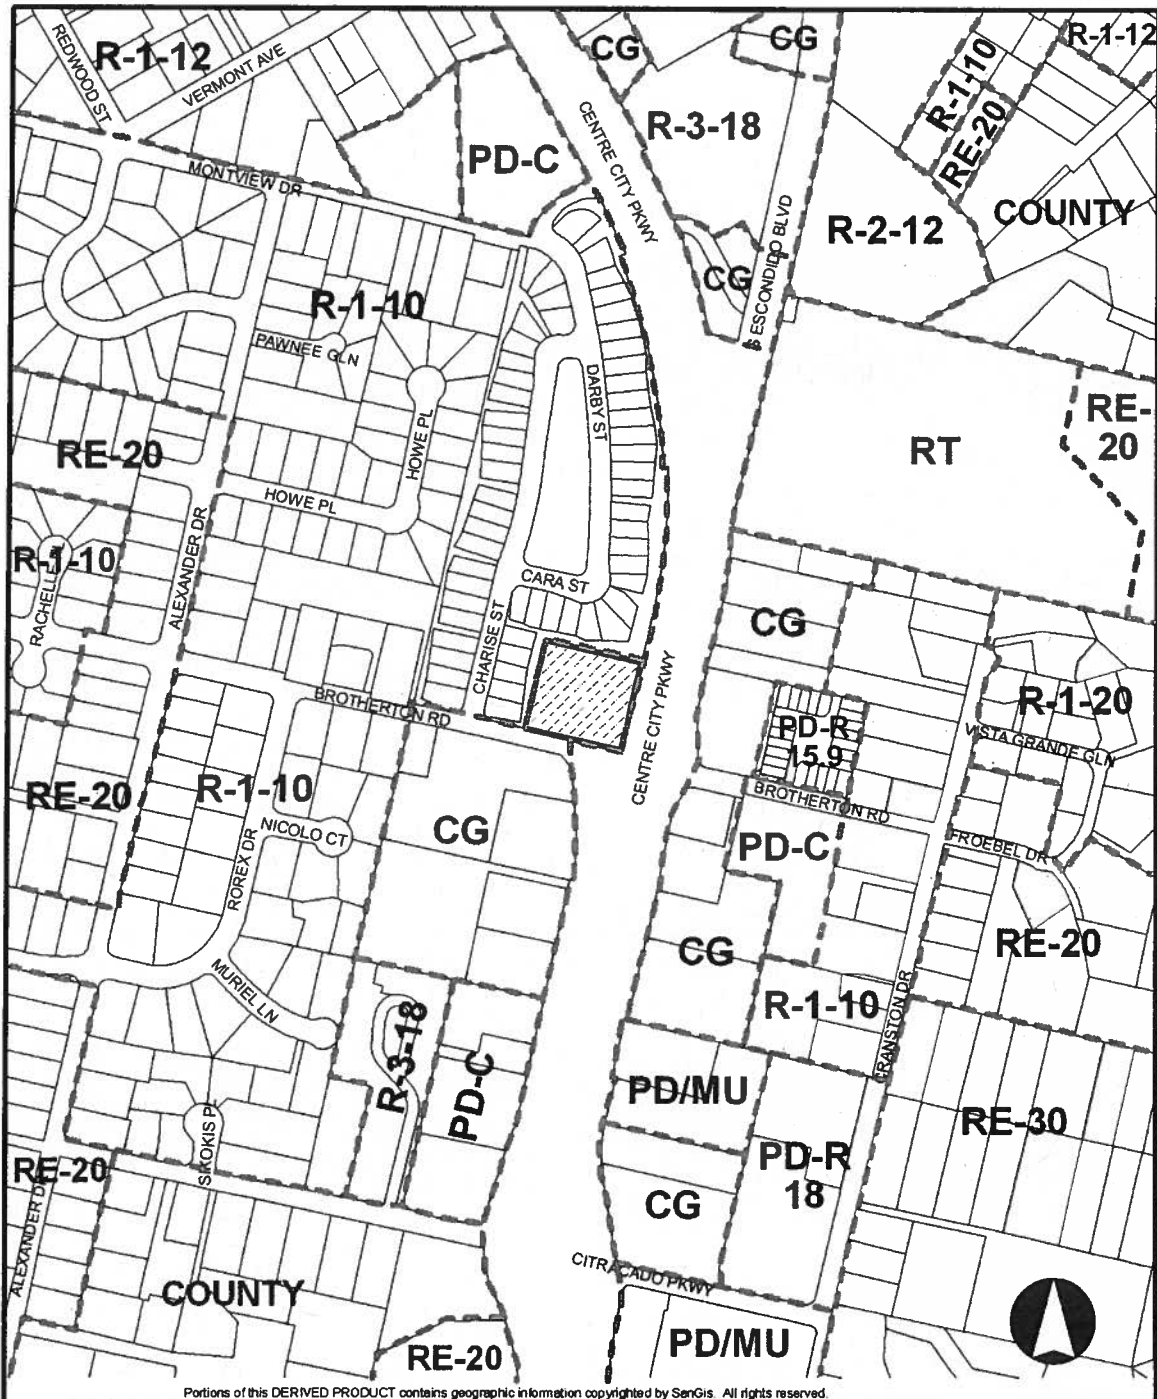 REDWOOD ST
R-1-12
VERMONT AVE
CG
CG
R-1-12
R-1-10
RE-20
R-3-18
CENTRE CITY PKWY
PD-C
MONTVIEW DR
S ESCONDIDO BLVD
COUNTY
R-2-12
CG
R-1-10
PAWNEE GLN
DARBY ST
HOWE PL
RE-20
RT
RE-
20
HOWE PL
ALEXANDER DR
R-1-10
RACHELL
CARA ST
CHARISE ST
CG
BROTHERTON RD
CENTRE CITY PKWY
R-1-20
PD-R
15.9
VISTA GRANDE GLN
RE-20
R-1-10
BROTHERTON RD
NICOLO CT
CG
PD-C
FROEBEL DR
ROREX DR
RE-20
CG
MURIEL LN
R-1-10
CRANSTON DR
R-3-18
PD-C
PD/MU
RE-30
SKOKIS PL
RE-20
PD-R
18
ALEXANDER DR
CG
COUNTY
CITRACADO PKWY
RE-20
PD/MU
Portions of this DERIVED PRODUCT contains geographic information copyrighted by SanGis. All rights reserved.